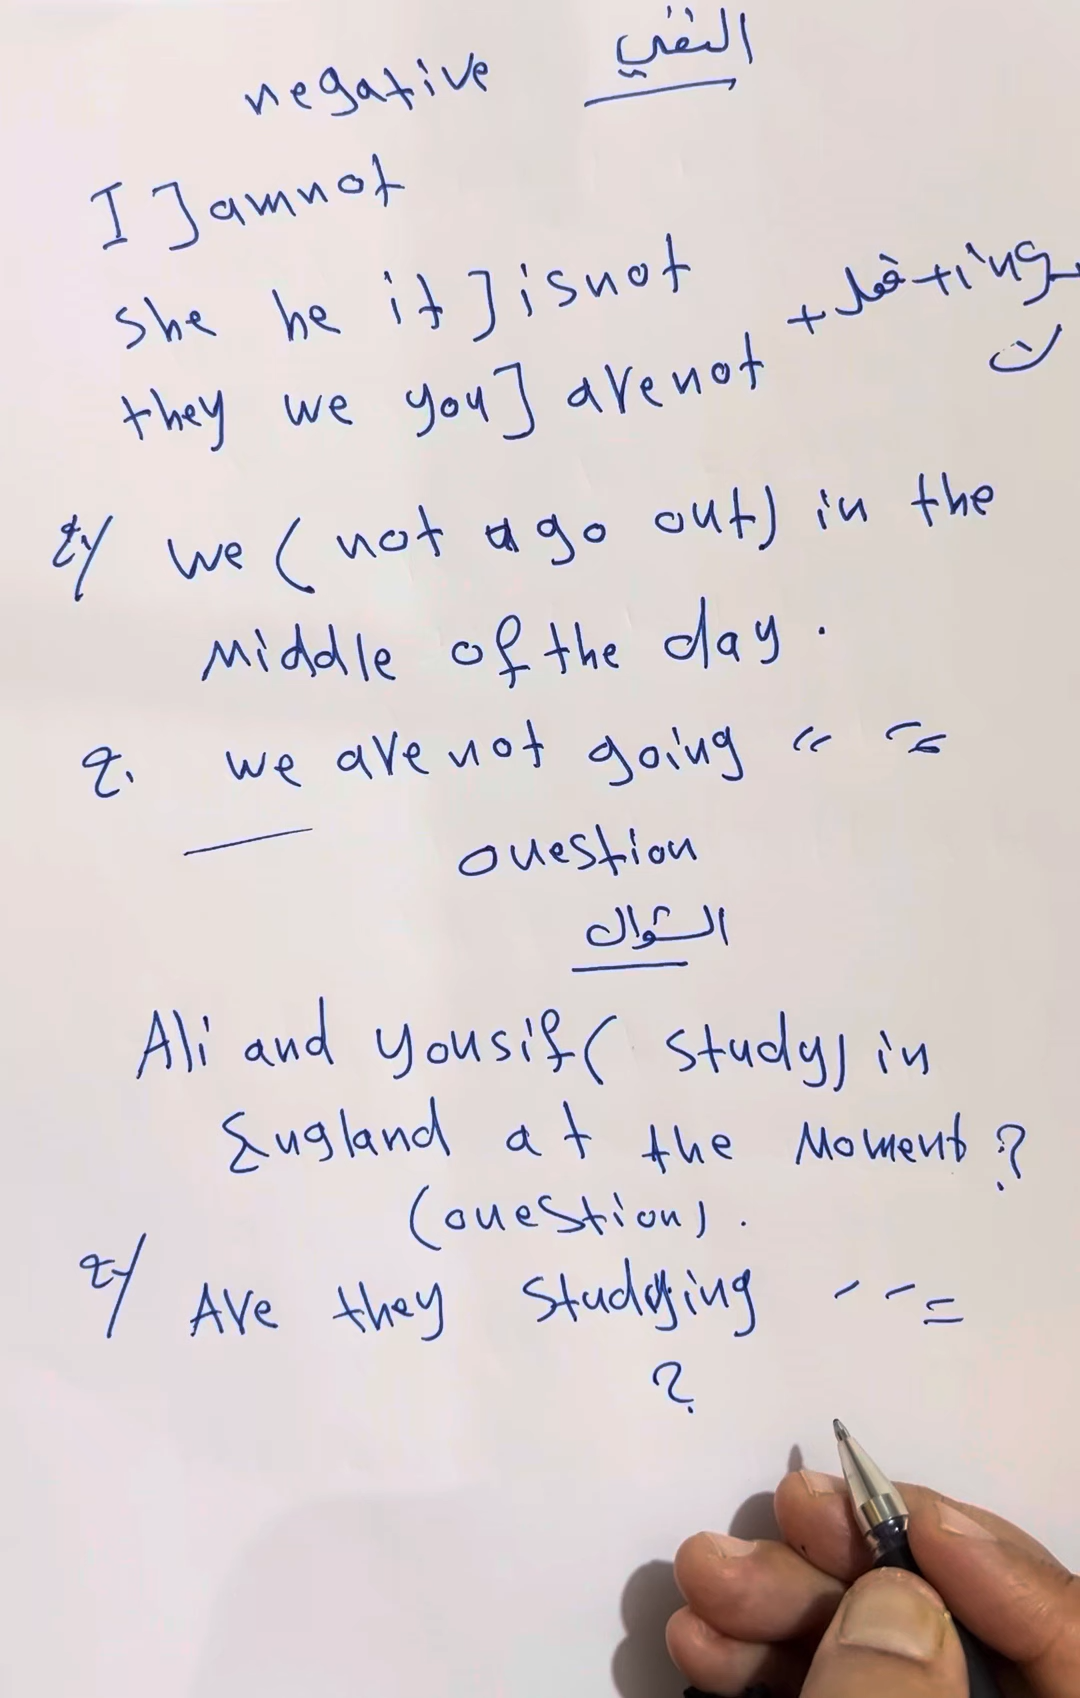 negative النفي
I ] am not
she he it ] is not
they we you ] are not + فعل + ing
we ( not go out ) in the
Middle of the day .
we are not going " "
ouestion
السؤال
Ali and yousif ( study ) in
England at the Moment ?
(ouestion) .
Are they studying - - =
?